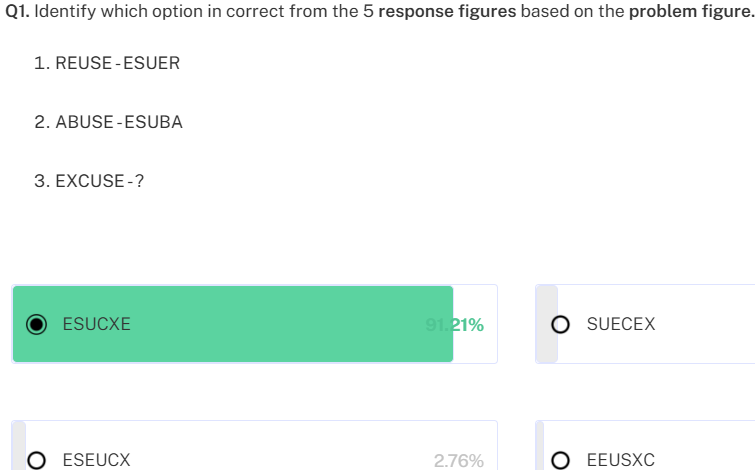 Q1. Identify which option in correct from the 5 response figures based on the problem figure.
1. REUSE - ESUER
2. ABUSE - ESUBA
3. EXCUSE - ?
ESUCXE 91.21% SUECEX
ESEUCX 2.76% EEUSXC